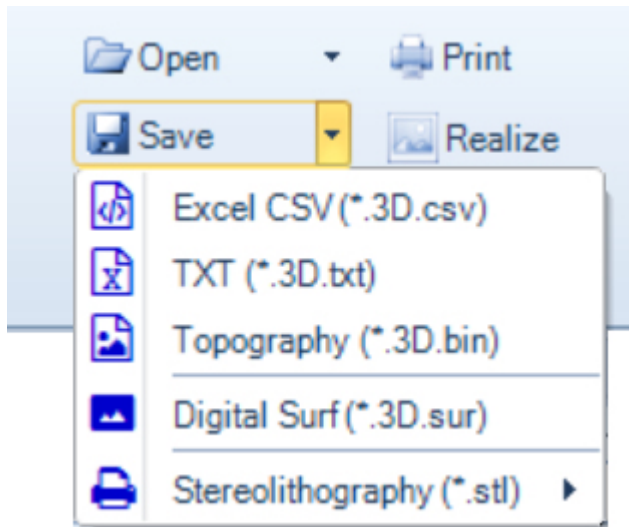 Open Print
Save Realize
Excel CSV (*.3D.csv)
TXT (*.3D.txt)
Topography (*.3D.bin)
Digital Surf (*.3D.sur)
Stereolithography (*.stl)